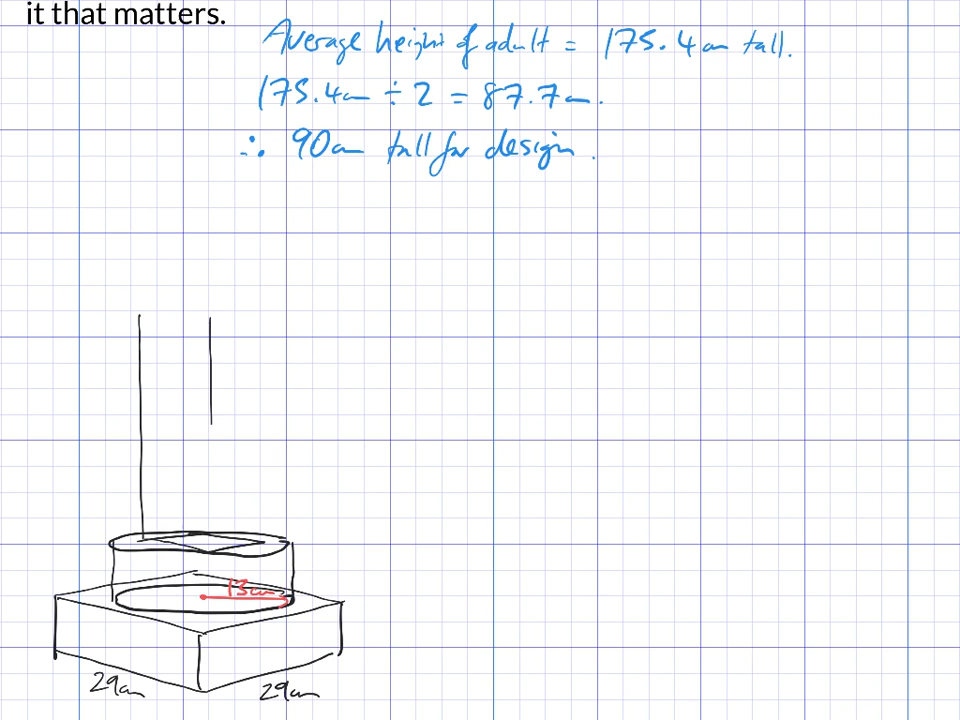 it that matters.
Average height of adult = 175.4cm tall.
175.4cm ÷ 2 = 87.7cm.
∴ 90cm tall for design.
13cm
29cm
29cm